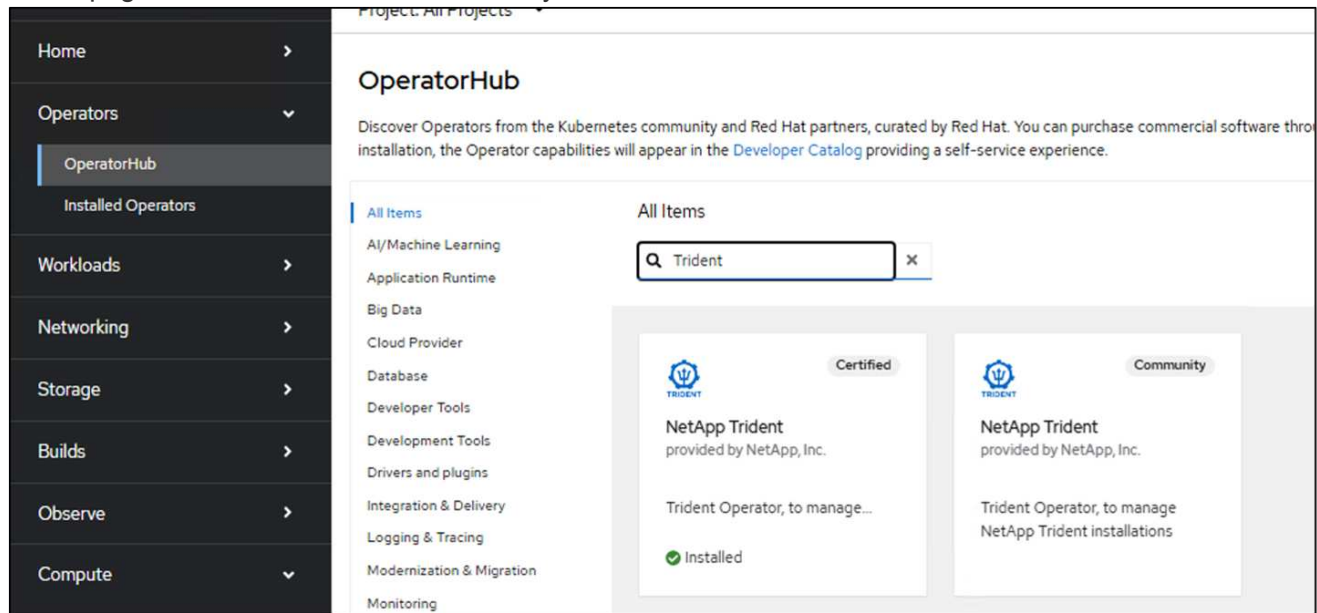 Project: All Projects
Home
Operators
OperatorHub
Installed Operators
Workloads
Networking
Storage
Builds
Observe
Compute
OperatorHub
Discover Operators from the Kubernetes community and Red Hat partners, curated by Red Hat. You can purchase commercial software
installation, the Operator capabilities will appear in the Developer Catalog providing a self-service experience.
All Items
AI/Machine Learning
Application Runtime
Big Data
Cloud Provider
Database
Developer Tools
Development Tools
Drivers and plugins
Integration & Delivery
Logging & Tracing
Modernization & Migration
Monitoring
All Items
Trident
TRIDENT
Certified
NetApp Trident
provided by NetApp, Inc.
Trident Operator, to manage...
Installed
TRIDENT
Community
NetApp Trident
provided by NetApp, Inc.
Trident Operator, to manage
NetApp Trident installations